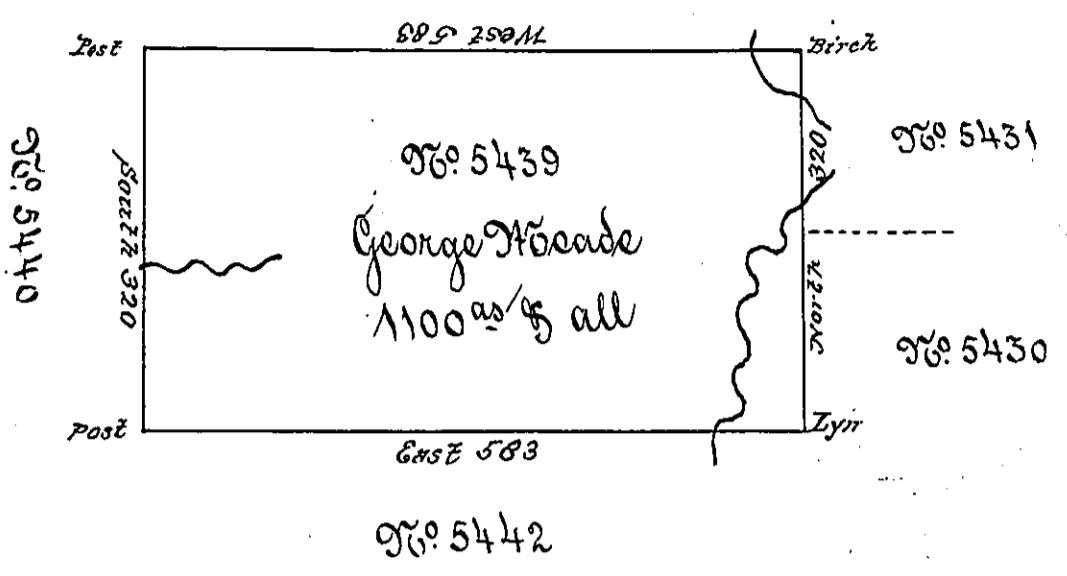 West 583
Post
Birch
No. 5439
320
No. 5431
South 320
No. 5440
George Meade
1100 as/ & all
North
No. 5430
Post
East 583
Lyn
No. 5442